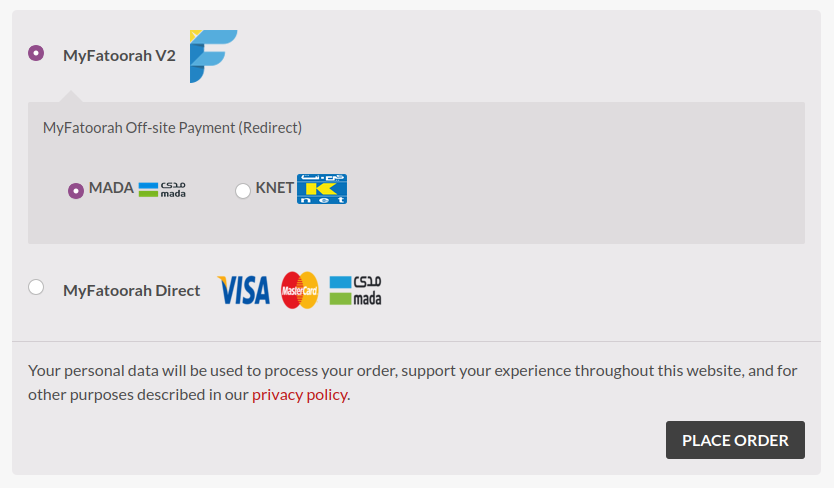 MyFatoorah V2
MyFatoorah Off-site Payment (Redirect)
MADA مدى mada
KNET كي نت K net
MyFatoorah Direct VISA MasterCard مدى mada
Your personal data will be used to process your order, support your experience throughout this website, and for
other purposes described in our privacy policy.
PLACE ORDER